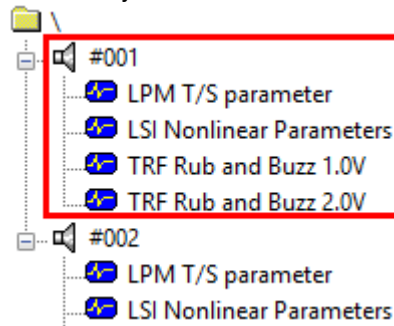 \
#001
LPM T/S parameter
LSI Nonlinear Parameters
TRF Rub and Buzz 1.0V
TRF Rub and Buzz 2.0V
#002
LPM T/S parameter
LSI Nonlinear Parameters